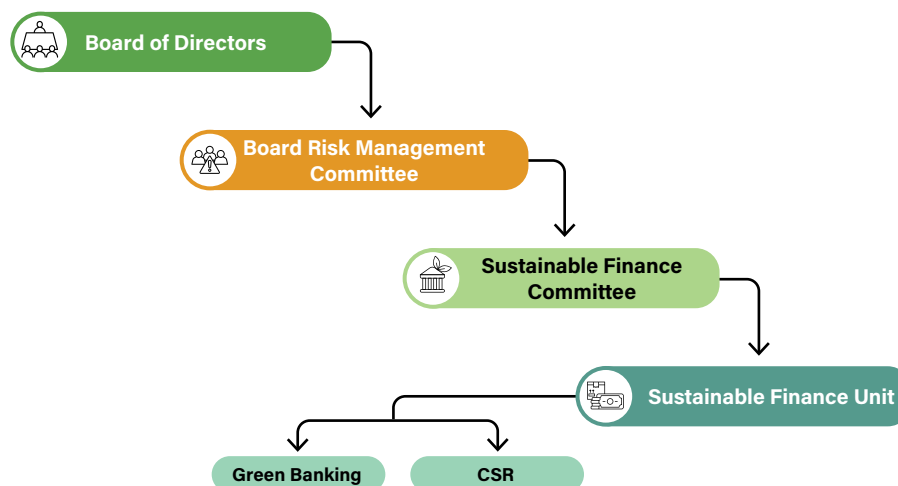 Board of Directors
Board Risk Management
Committee
Sustainable Finance
Committee
Sustainable Finance Unit
Green Banking
CSR